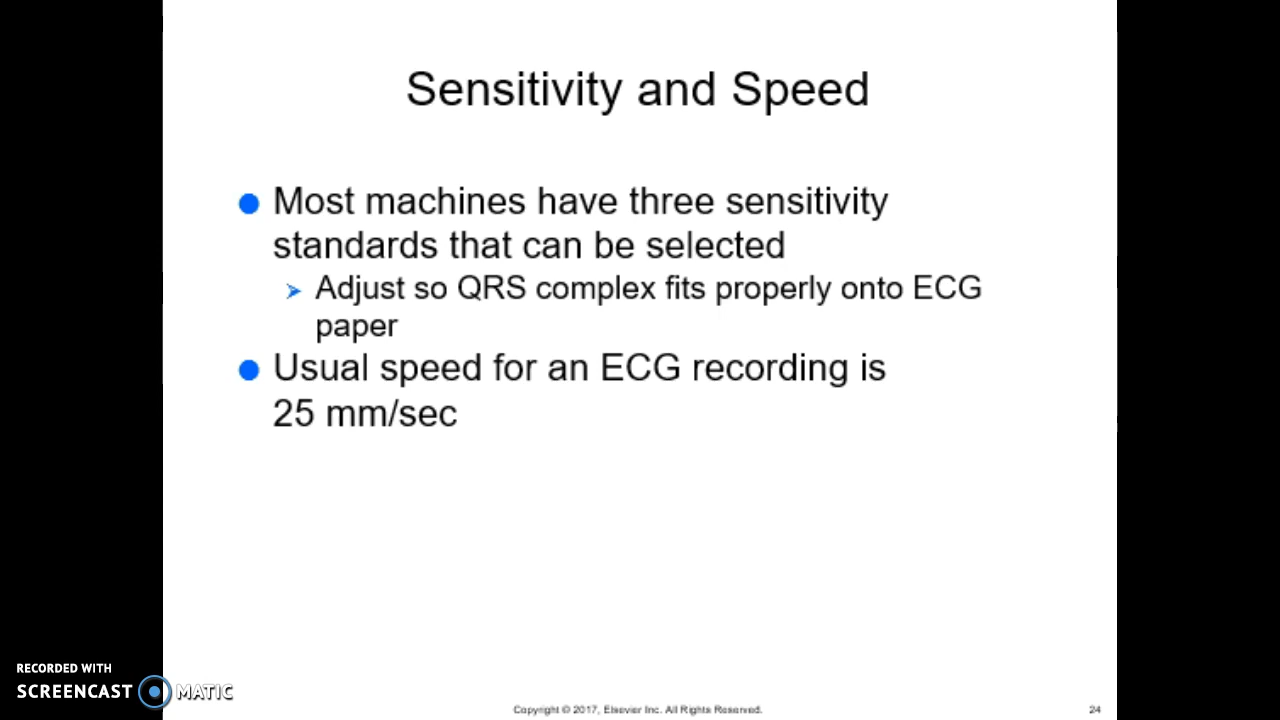 Sensitivity and Speed
Most machines have three sensitivity
standards that can be selected
Adjust so QRS complex fits properly onto ECG
paper
Usual speed for an ECG recording is
25 mm/sec
RECORDED WITH
SCREENCAST MATIC
Copyright © 2017, Elsevier Inc. All Rights Reserved.
24